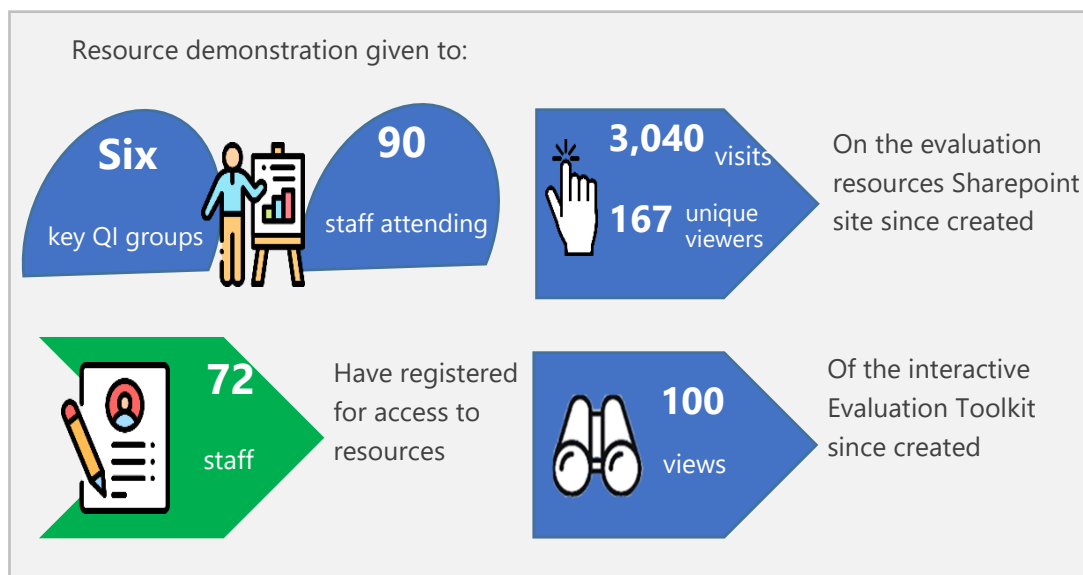 Resource demonstration given to:
Six
key QI groups
90
staff attending
3,040 visits
167 unique
viewers
On the evaluation
resources Sharepoint
site since created
72
staff
Have registered
for access to
resources
100
views
Of the interactive
Evaluation Toolkit
since created